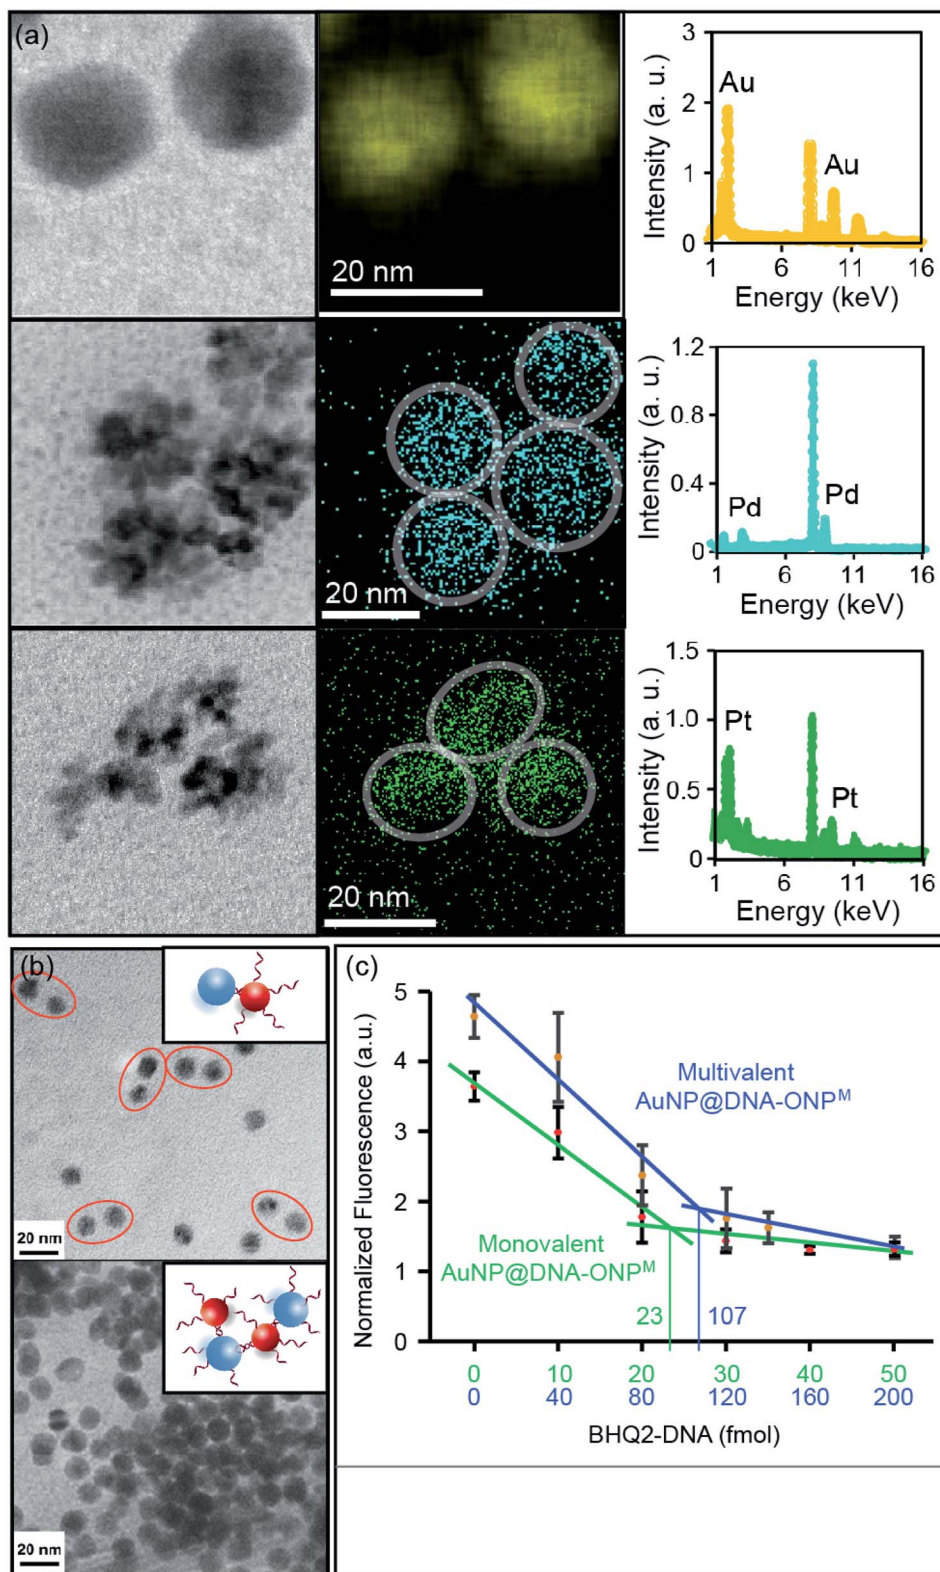 (a)
20 nm
Intensity (a. u.)
3
2
1
0
Au
Au
1 6 11 16
Energy (keV)
20 nm
Intensity (a. u.)
1.2
0.8
0.4
0
Pd
Pd
1 6 11 16
Energy (keV)
20 nm
Intensity (a. u.)
1.5
1.0
0.5
0
Pt
Pt
1 6 11 16
Energy (keV)
(b)
20 nm
20 nm
(c)
Normalized Fluorescence (a.u.)
5
4
3
2
1
0
Multivalent
AuNP@DNA-ONPᴹ
Monovalent
AuNP@DNA-ONPᴹ
23 107
0 10 20 30 40 50
0 40 80 120 160 200
BHQ2-DNA (fmol)